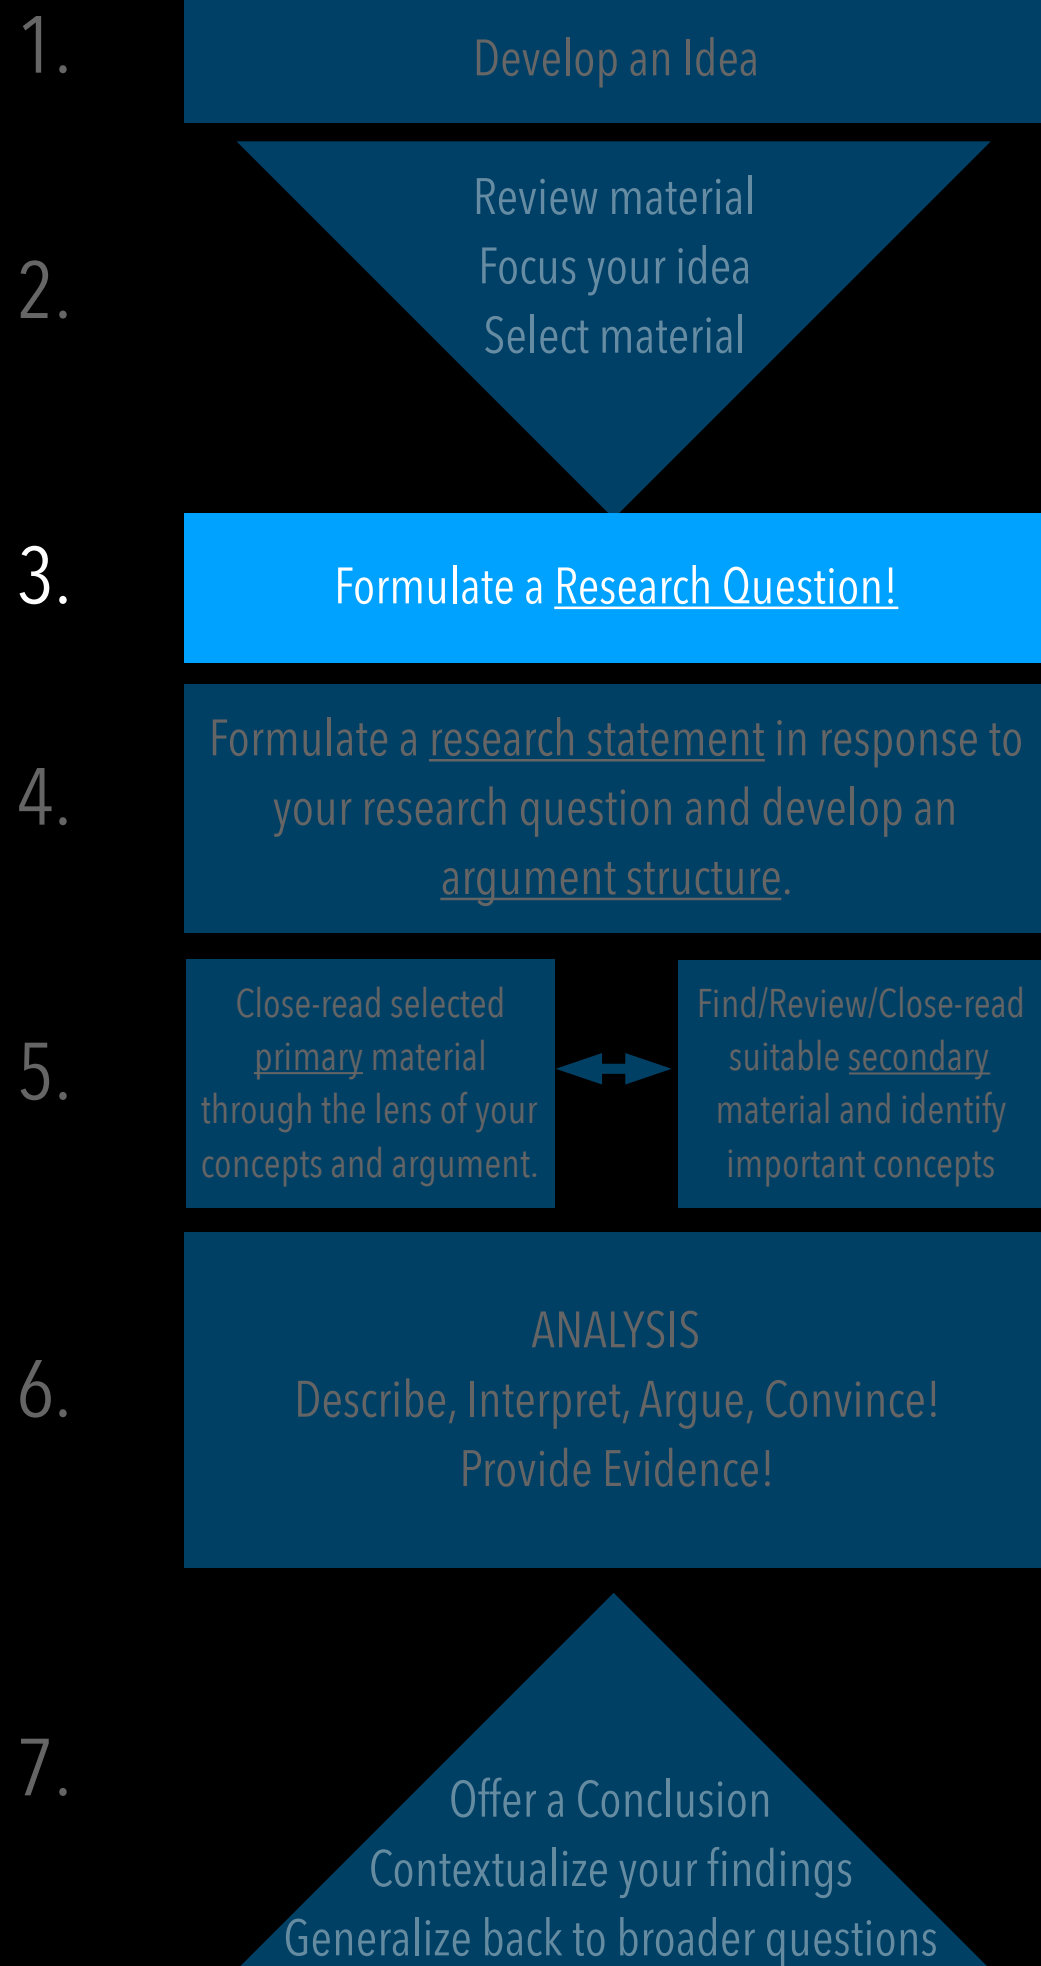 1.
Develop an Idea
2.
Review material
Focus your idea
Select material
3.
Formulate a Research Question!
4.
Formulate a research statement in response to
your research question and develop an
argument structure.
5.
Close-read selected
primary material
through the lens of your
concepts and argument.
Find/Review/Close-read
suitable secondary
material and identify
important concepts
6.
ANALYSIS
Describe, Interpret, Argue, Convince!
Provide Evidence!
7.
Offer a Conclusion
Contextualize your findings
Generalize back to broader questions